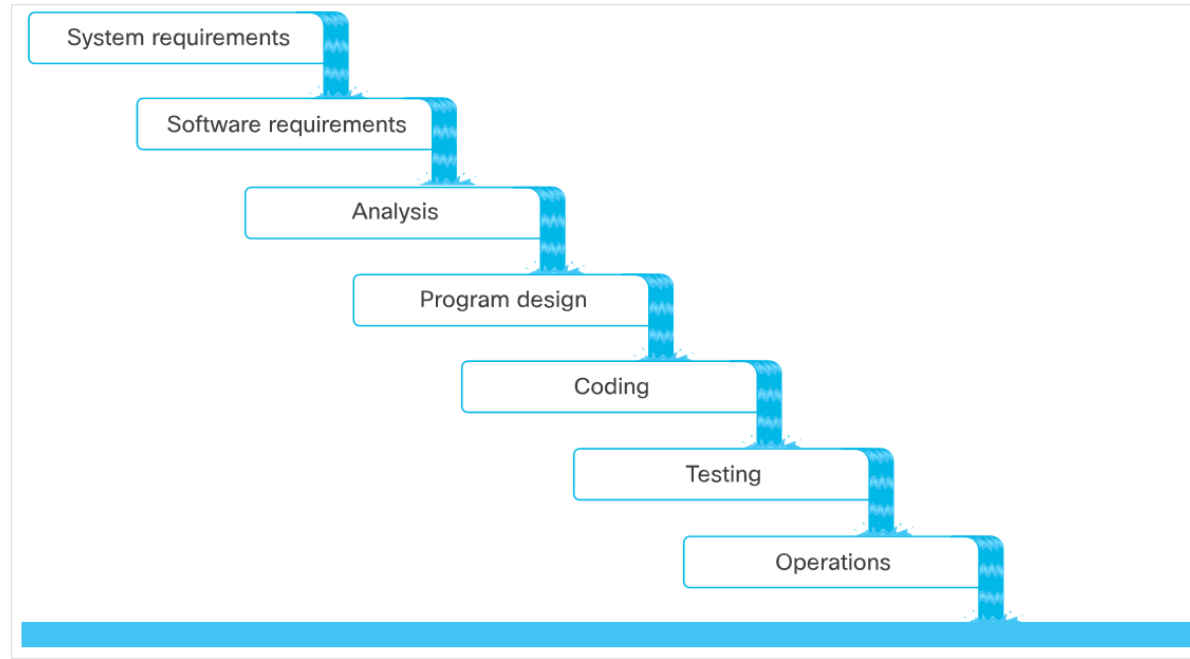 System requirements
Software requirements
Analysis
Program design
Coding
Testing
Operations